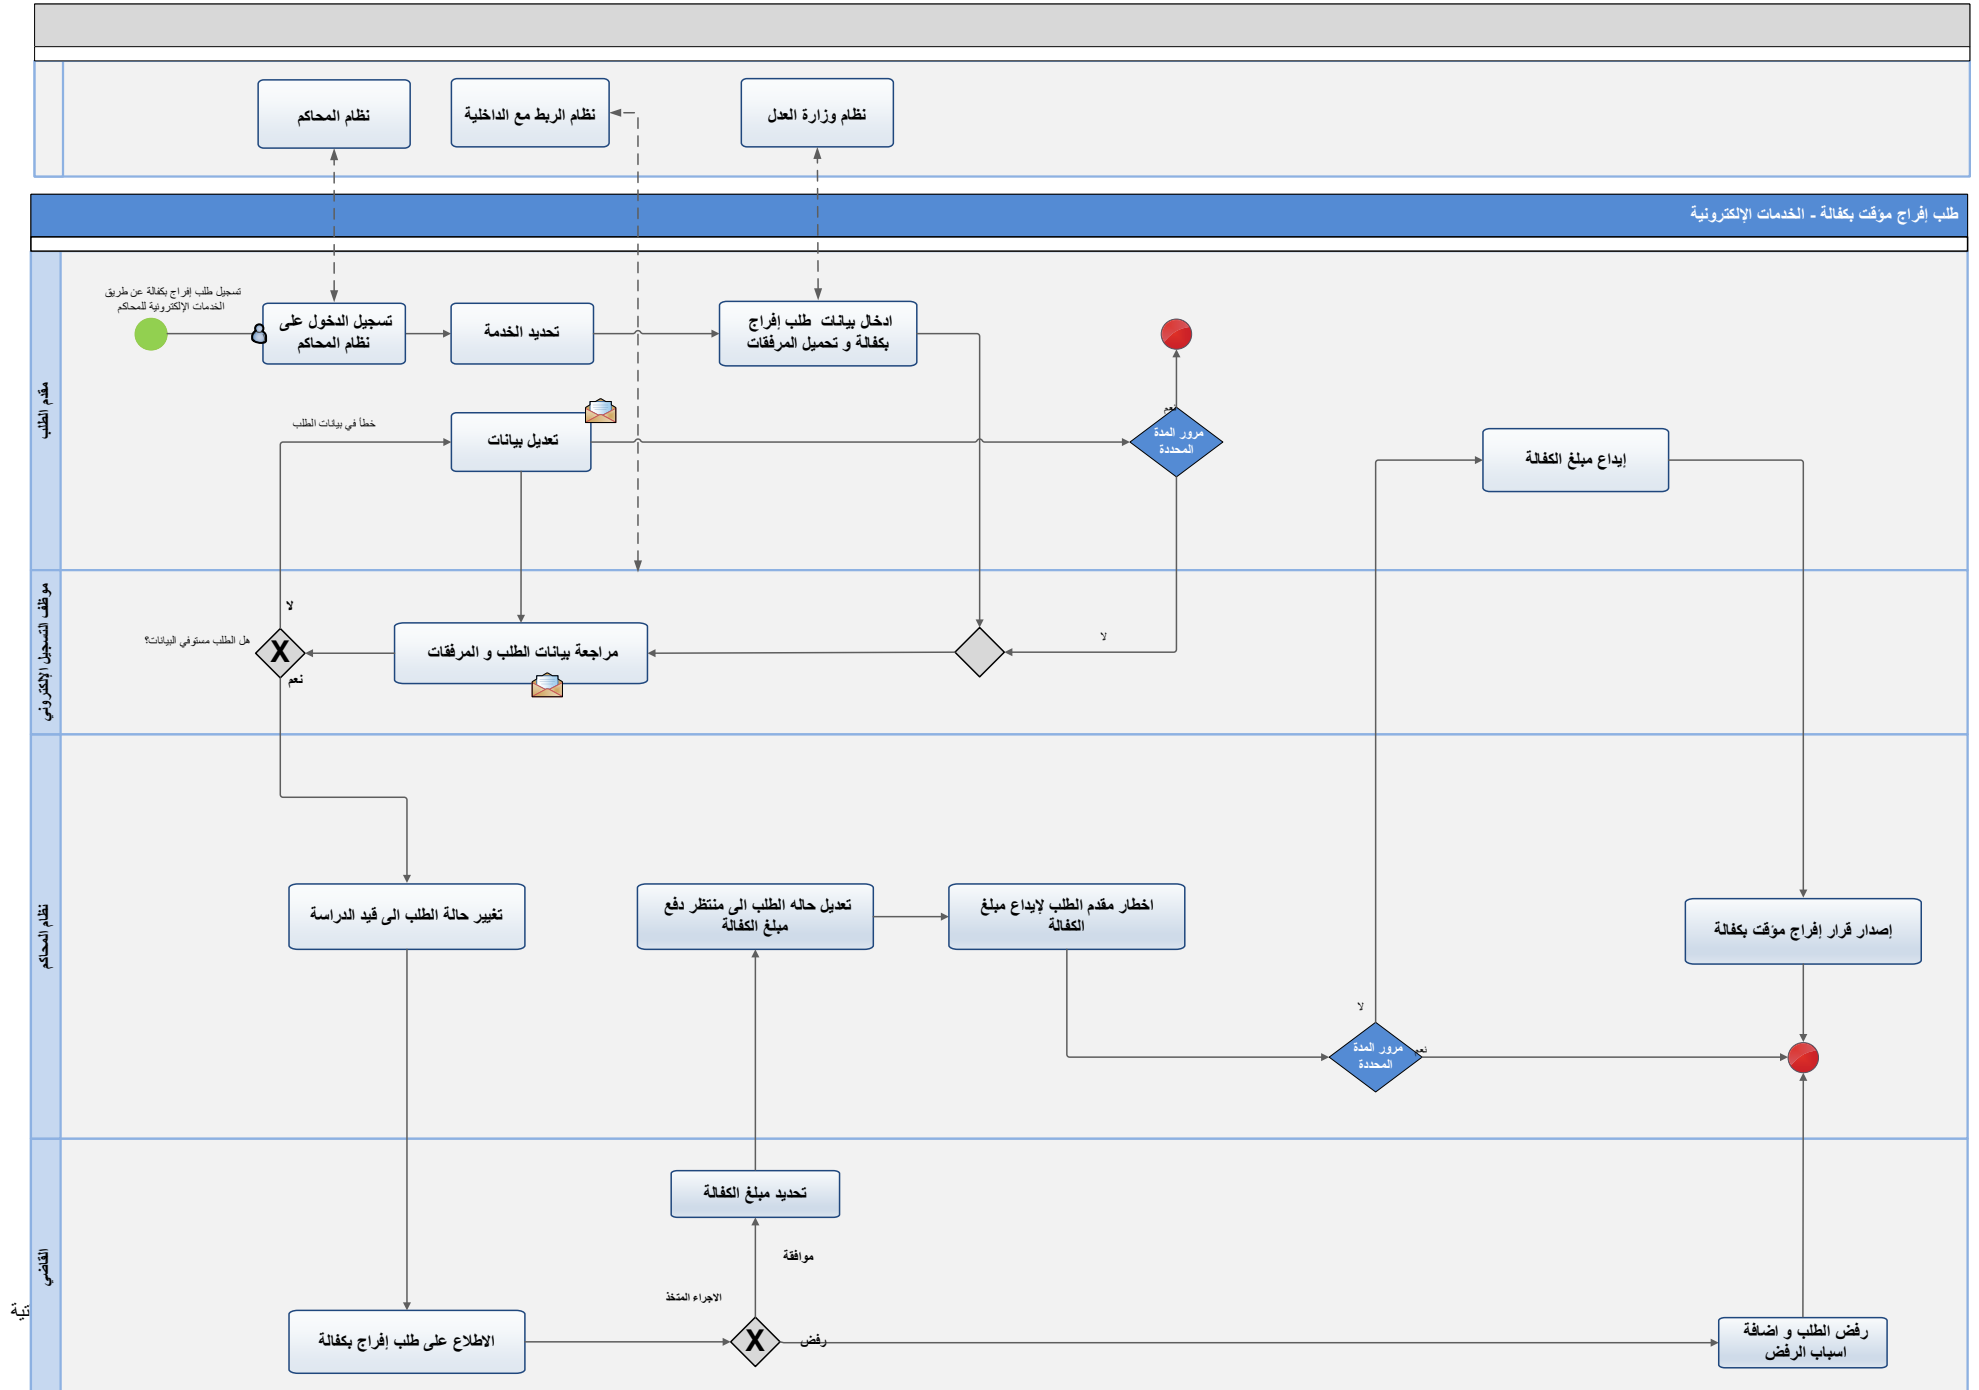 نظام المحاكم
نظام الربط مع الداخلية
نظام وزارة العدل
طلب إفراج مؤقت بكفالة - الخدمات الإلكترونية
مقدم الطلب
تسجيل طلب إفراج بكفالة عن طريق
الخدمات الإلكترونية للمحاكم
تسجيل الدخول على
نظام المحاكم
تحديد الخدمة
ادخال بيانات طلب إفراج
بكفالة و تحميل المرفقات
نعم
مرور المدة
المحددة
خطأ في بيانات الطلب
تعديل بيانات
إيداع مبلغ الكفالة
موظف التسجيل الإلكتروني
لا
هل الطلب مستوفي البيانات؟
X
نعم
مراجعة بيانات الطلب و المرفقات
لا
نظام المحاكم
تغيير حالة الطلب الى قيد الدراسة
تعديل حاله الطلب الى منتظر دفع
مبلغ الكفالة
اخطار مقدم الطلب لإيداع مبلغ
الكفالة
إصدار قرار إفراج مؤقت بكفالة
لا
مرور المدة
المحددة
نعم
القاضي
تحديد مبلغ الكفالة
موافقة
الاجراء المتخذ
الاطلاع على طلب إفراج بكفالة
X
رفض
رفض الطلب و اضافة
اسباب الرفض